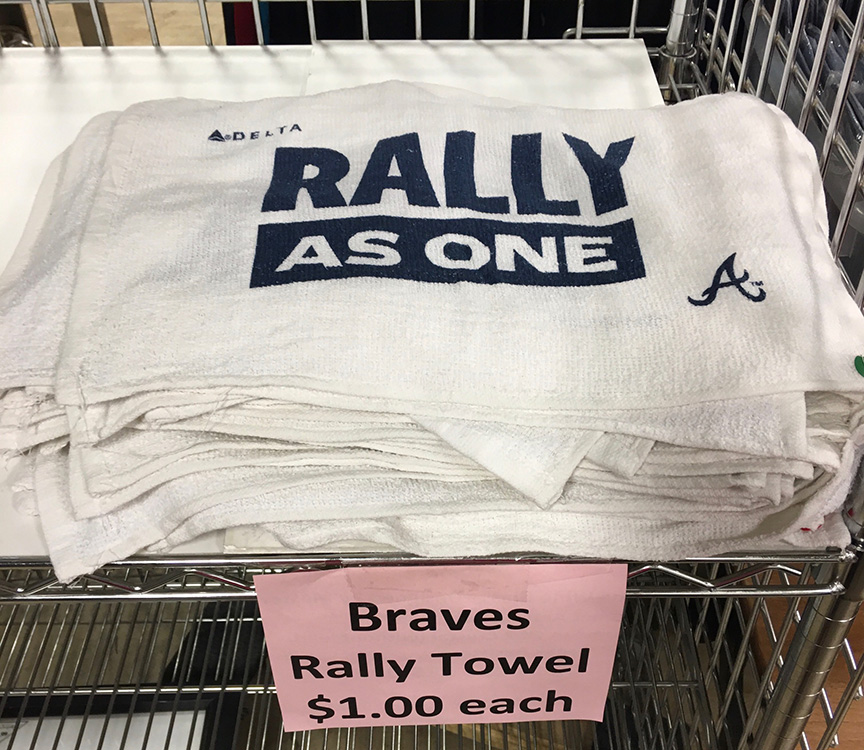 DELTA
RALLY
AS ONE
A
Braves
Rally Towel
$1.00 each